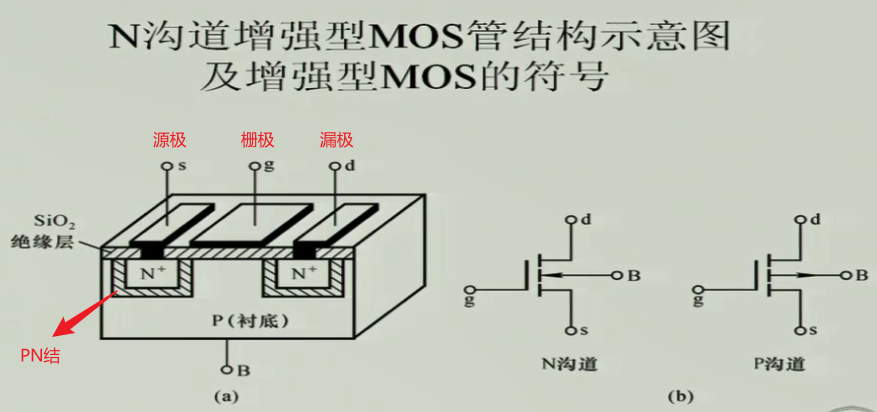 N沟道增强型MOS管结构示意图
及增强型MOS的符号
源极
栅极
漏极
s
g
d
SiO₂
绝缘层
N⁺
N⁺
P(衬底)
PN结
B
(a)
d
B
g
s
N沟道
d
B
g
s
P沟道
(b)